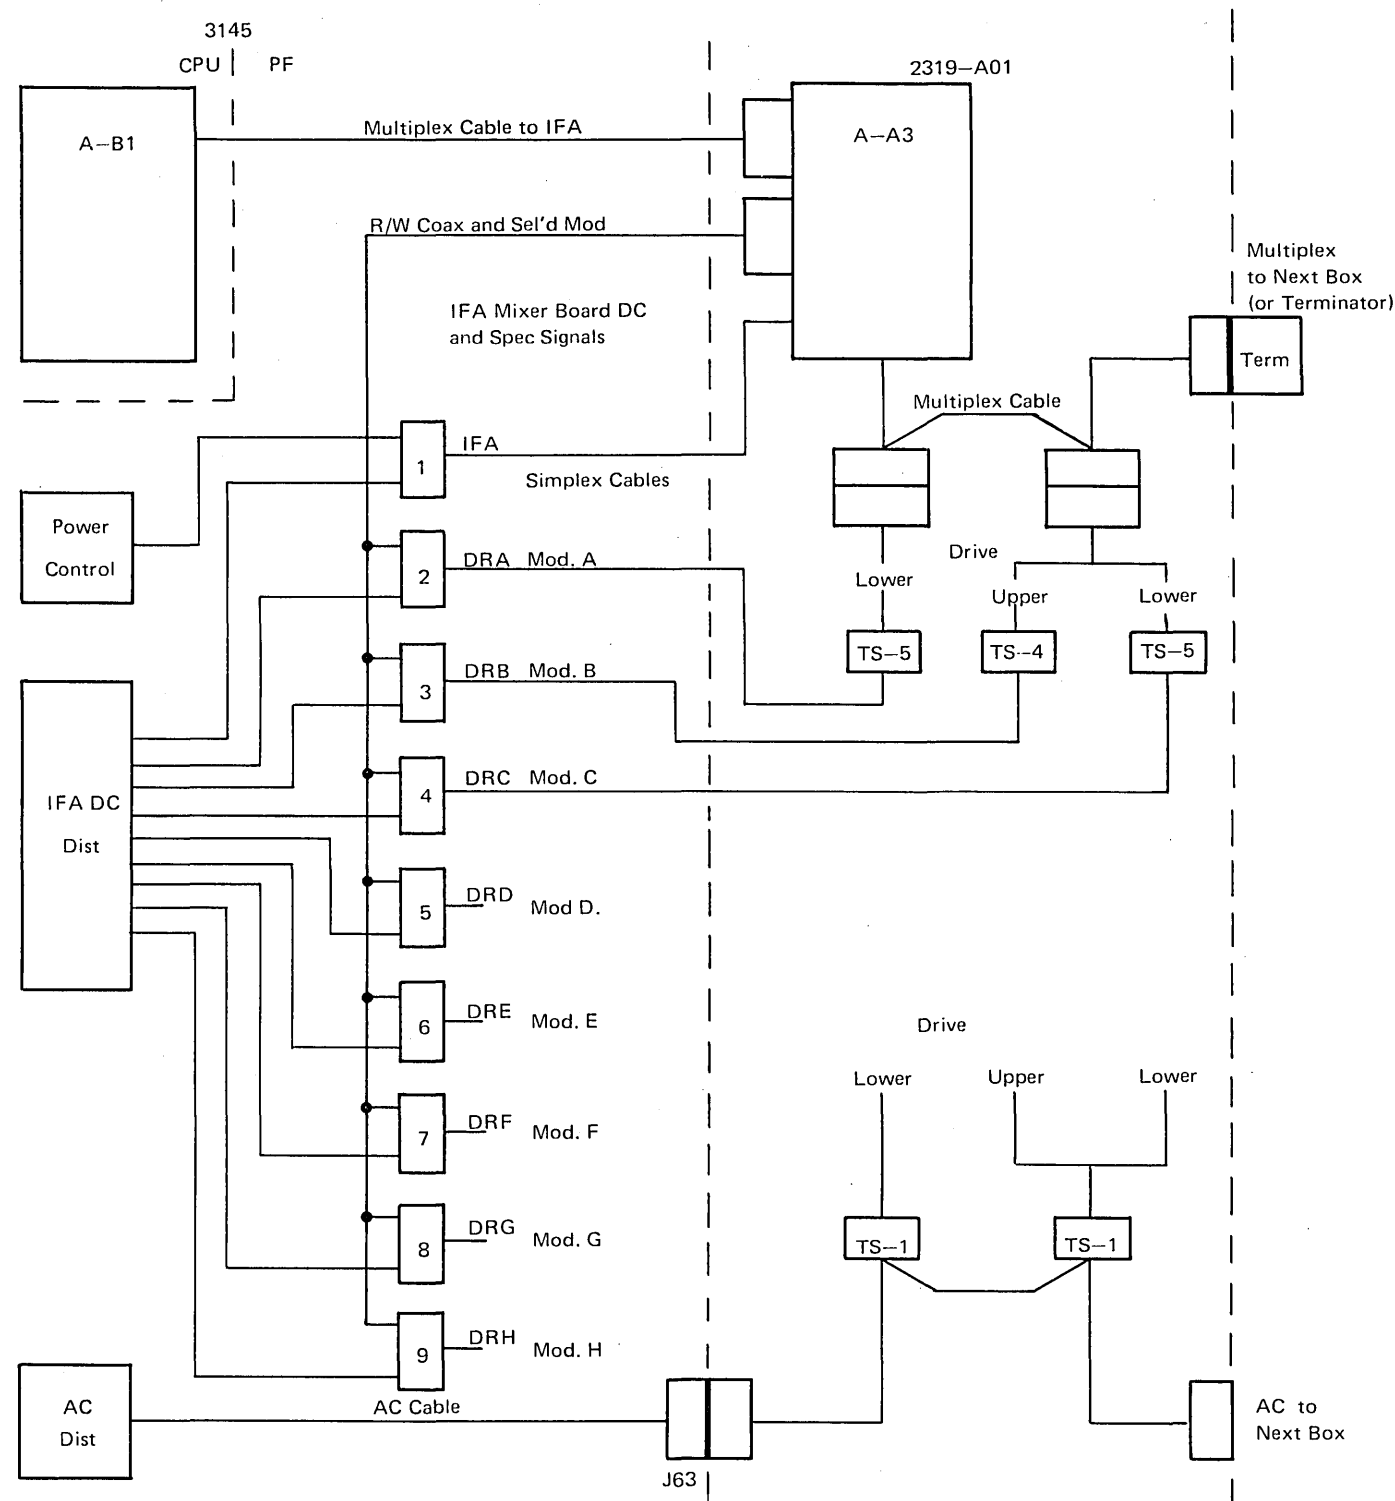 3145
CPU PF
2319-A01
A-B1
Multiplex Cable to IFA
A-A3
R/W Coax and Sel'd Mod
Multiplex
to Next Box
(or Terminator)
IFA Mixer Board DC
and Spec Signals
Term
Multiplex Cable
1
IFA
Simplex Cables
Power
Control
Drive
2
DRA Mod. A
Lower
Upper
Lower
TS-5
TS-4
TS-5
3
DRB Mod. B
4
DRC Mod. C
IFA DC
Dist
5
DRD
Mod D.
6
DRE
Mod. E
Drive
Lower
Upper
Lower
7
DRF
Mod. F
8
DRG
Mod. G
TS-1
TS-1
9
DRH
Mod. H
AC
Dist
AC Cable
AC to
Next Box
J63